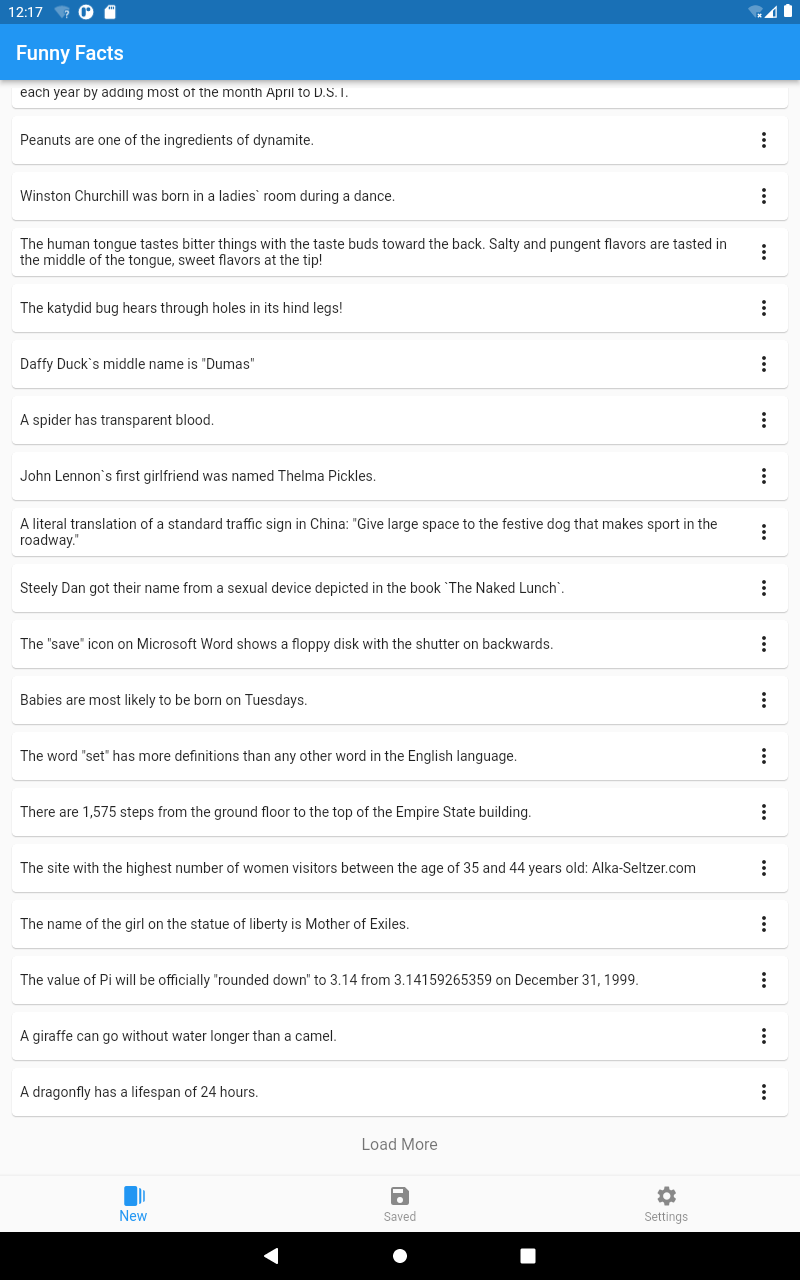 12:17
Funny Facts
each year by adding most of the month April to D.S.T.
Peanuts are one of the ingredients of dynamite.
Winston Churchill was born in a ladies` room during a dance.
The human tongue tastes bitter things with the taste buds toward the back. Salty and pungent flavors are tasted in
the middle of the tongue, sweet flavors at the tip!
The katydid bug hears through holes in its hind legs!
Daffy Duck`s middle name is "Dumas"
A spider has transparent blood.
John Lennon`s first girlfriend was named Thelma Pickles.
A literal translation of a standard traffic sign in China: "Give large space to the festive dog that makes sport in the
roadway."
Steely Dan got their name from a sexual device depicted in the book `The Naked Lunch`.
The "save" icon on Microsoft Word shows a floppy disk with the shutter on backwards.
Babies are most likely to be born on Tuesdays.
The word "set" has more definitions than any other word in the English language.
There are 1,575 steps from the ground floor to the top of the Empire State building.
The site with the highest number of women visitors between the age of 35 and 44 years old: Alka-Seltzer.com
The name of the girl on the statue of liberty is Mother of Exiles.
The value of Pi will be officially "rounded down" to 3.14 from 3.14159265359 on December 31, 1999.
A giraffe can go without water longer than a camel.
A dragonfly has a lifespan of 24 hours.
Load More
New
Saved
Settings